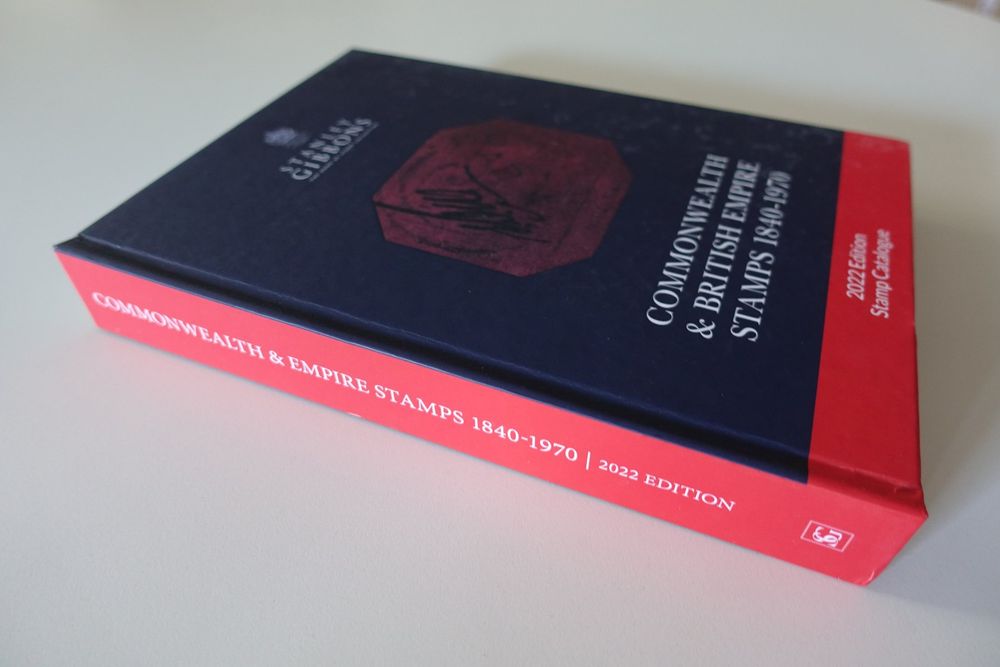 STANLEY
GIBBONS
COMMONWEALTH
& BRITISH EMPIRE
STAMPS 1840-1970
2022 Edition
Stamp Catalogue
COMMONWEALTH & EMPIRE STAMPS 1840-1970 | 2022 EDITION
SG